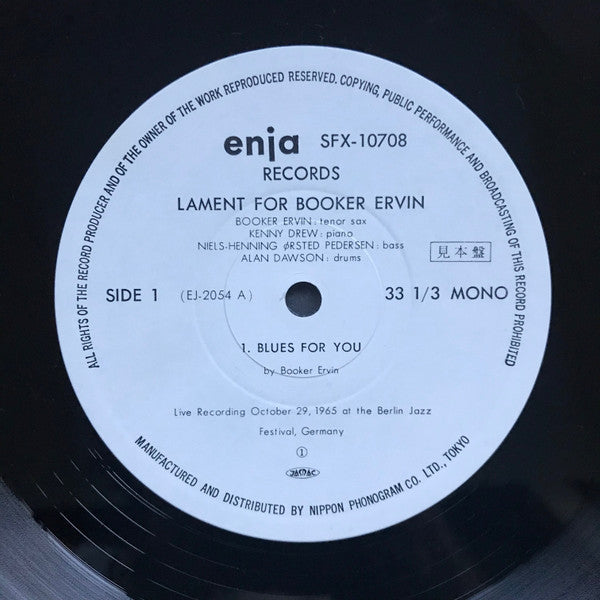 ALL RIGHTS OF THE RECORD PRODUCER AND OF THE OWNER OF THE WORK REPRODUCED RESERVED. COPYING, PUBLIC PERFORMANCE AND BROADCASTING OF THIS RECORD PROHIBITED
enja SFX-10708
RECORDS
LAMENT FOR BOOKER ERVIN
BOOKER ERVIN: tenor sax
KENNY DREW: piano
NIELS-HENNING ØRSTED PEDERSEN: bass
ALAN DAWSON: drums
見本盤
SIDE 1 (EJ-2054 A) 33 1/3 MONO
1. BLUES FOR YOU
by Booker Ervin
Live Recording October 29, 1965 at the Berlin Jazz
Festival, Germany
①
JASRAC
MANUFACTURED AND DISTRIBUTED BY NIPPON PHONOGRAM CO. LTD., TOKYO